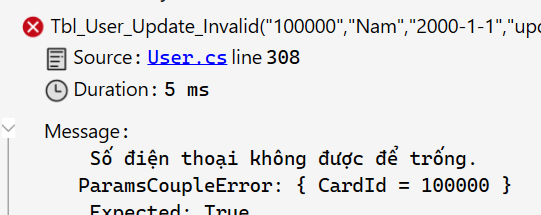 Tbl_User_Update_Invalid("100000","Nam","2000-1-1","upd
Source: User.cs line 308
Duration: 5 ms
Message:
Số điện thoại không được để trống.
ParamsCoupleError: { CardId = 100000 }
Expected: True